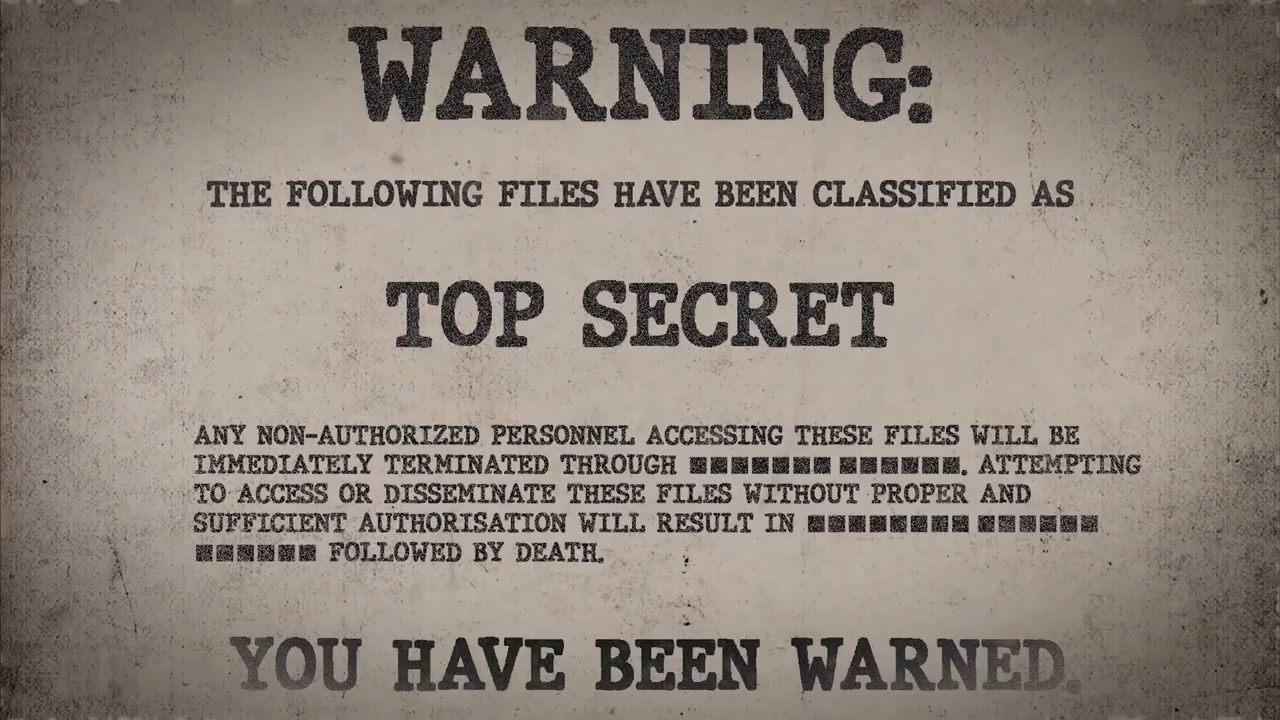 WARNING:
THE FOLLOWING FILES HAVE BEEN CLASSIFIED AS
TOP SECRET
ANY NON-AUTHORIZED PERSONNEL ACCESSING THESE FILES WILL BE
IMMEDIATELY TERMINATED THROUGH ■■■■■■■ ■■■■■■. ATTEMPTING
TO ACCESS OR DISSEMINATE THESE FILES WITHOUT PROPER AND
SUFFICIENT AUTHORISATION WILL RESULT IN ■■■■■■■■ ■■■■■■
■■■■■■ FOLLOWED BY DEATH.
YOU HAVE BEEN WARNED.